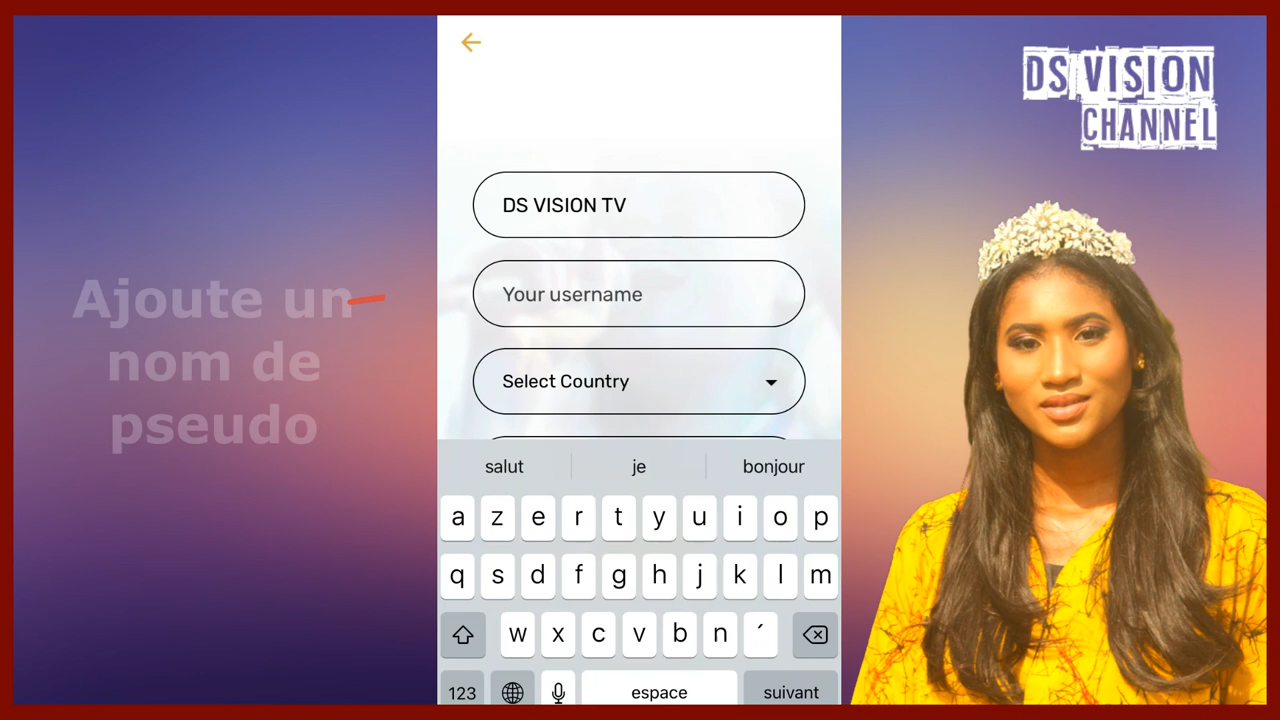 Ajoute un
nom de
pseudo
DS VISION TV
Your username
Select Country
salut je bonjour
a z e r t y u i o p
q s d f g h j k l m
w x c v b n ´
123 espace suivant
DS VISION
CHANNEL